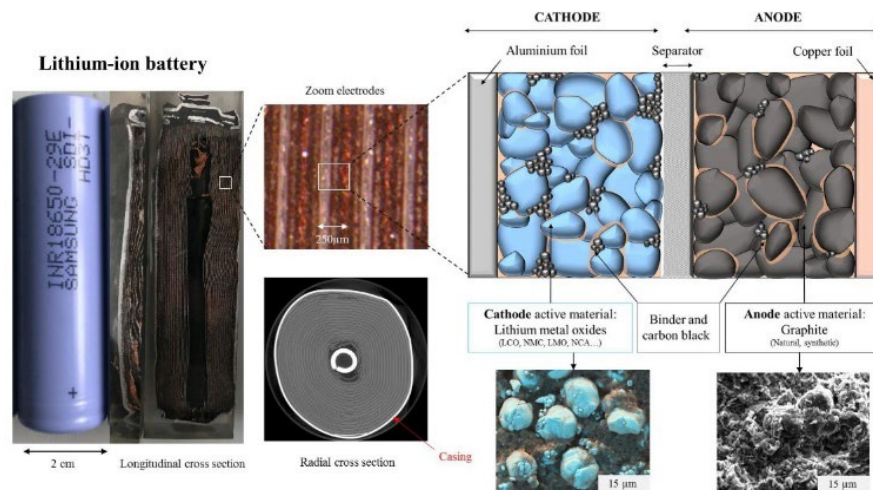 CATHODE
ANODE
Aluminium foil
Separator
Copper foil
Lithium-ion battery
Zoom electrodes
INR18650-29E
SAMSUNG SDI-
HD3T
+
250μm
Cathode active material:
Lithium metal oxides
(LCO, NMC, LMO, NCA…)
Binder and
carbon black
Anode active material:
Graphite
(Natural, synthetic)
2 cm
Longitudinal cross section
Radial cross section
Casing
15 μm
15 μm